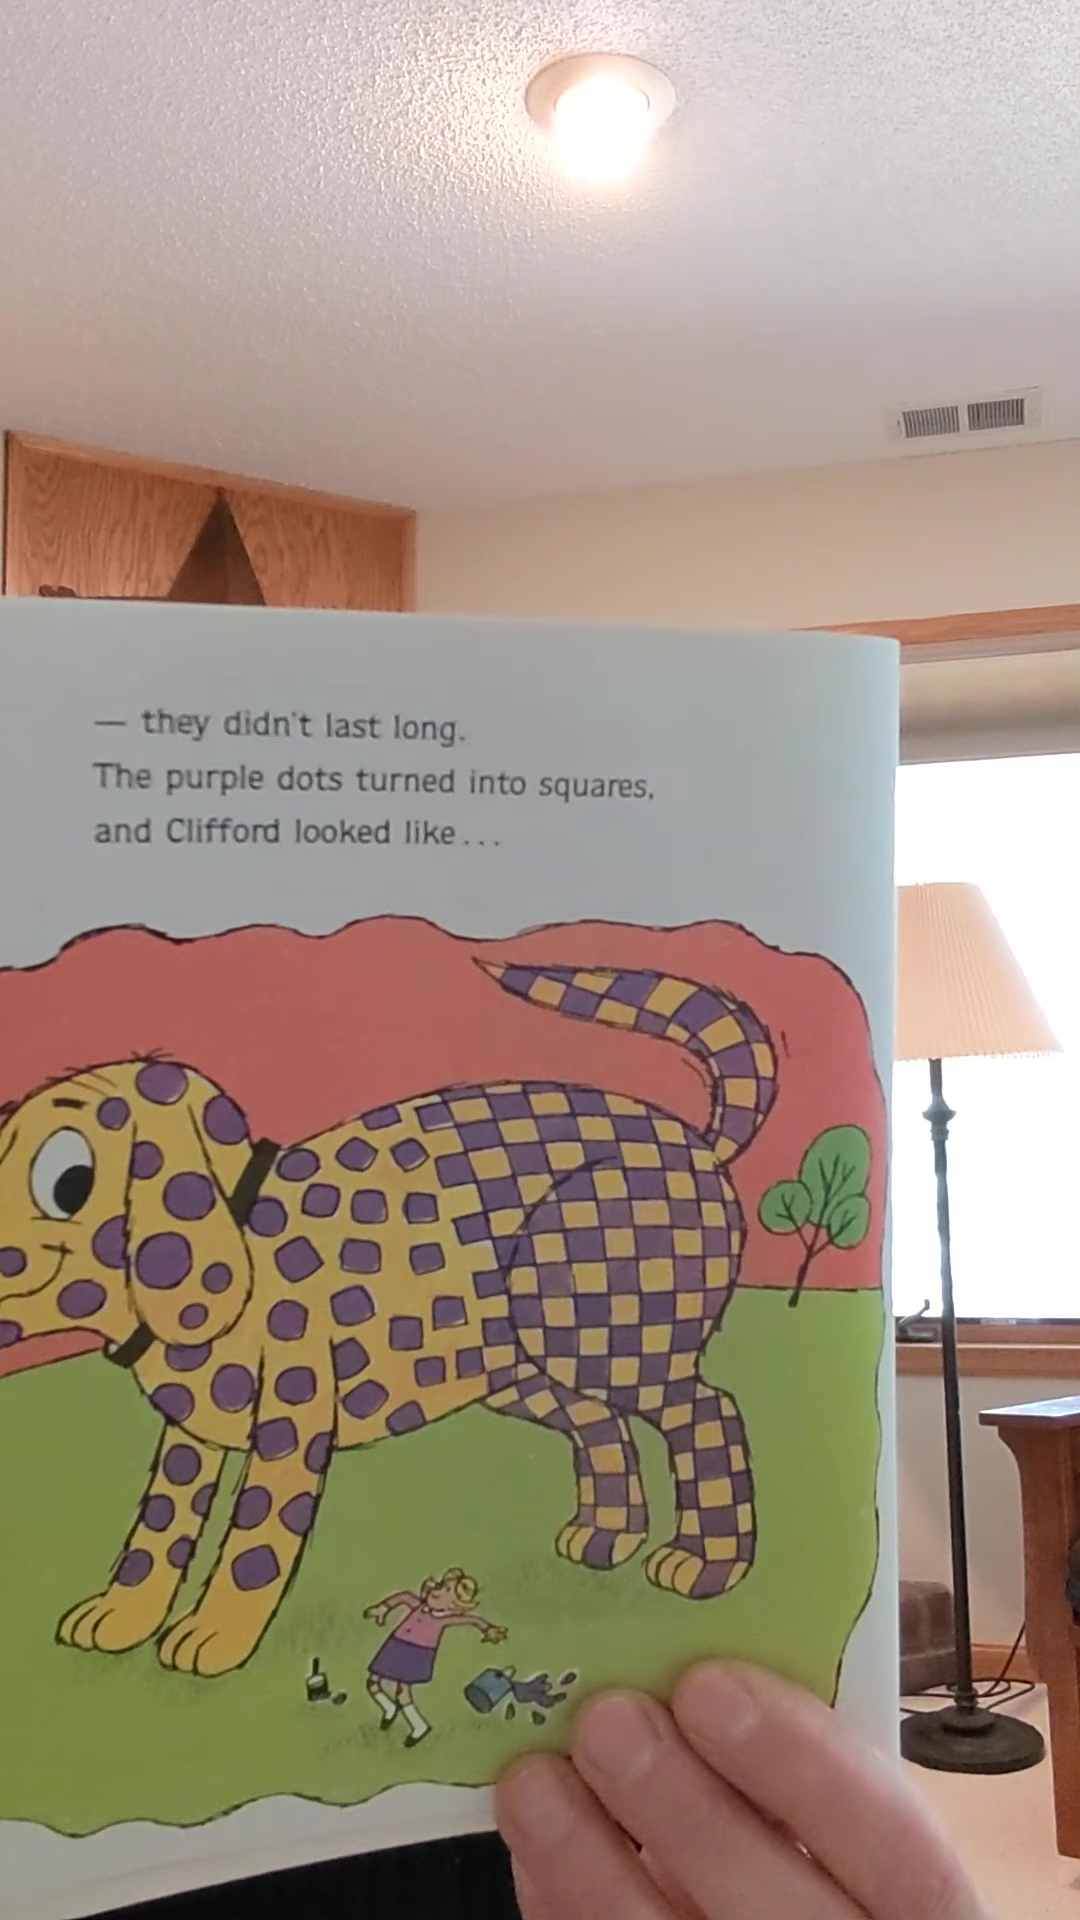 — they didn't last long.
The purple dots turned into squares,
and Clifford looked like...